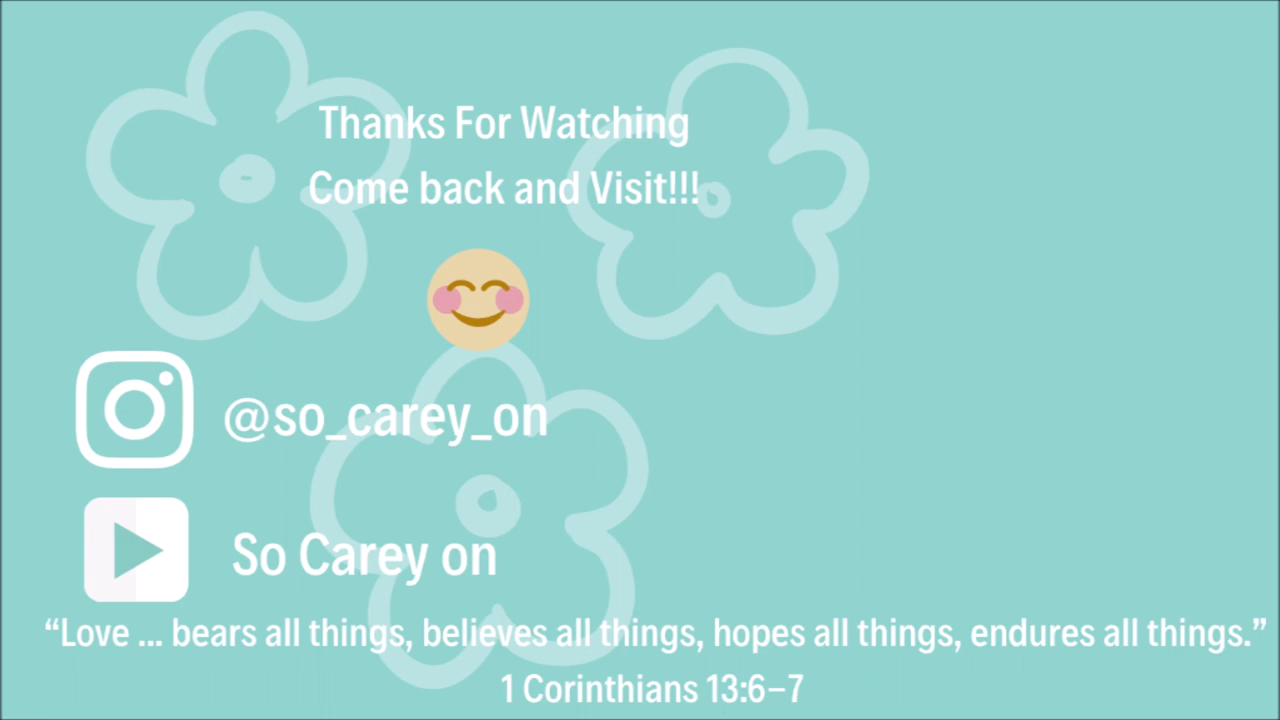 Thanks For Watching
Come back and Visit!!!
@so_carey_on
So Carey on
“Love ... bears all things, believes all things, hopes all things, endures all things.”
1 Corinthians 13:6–7